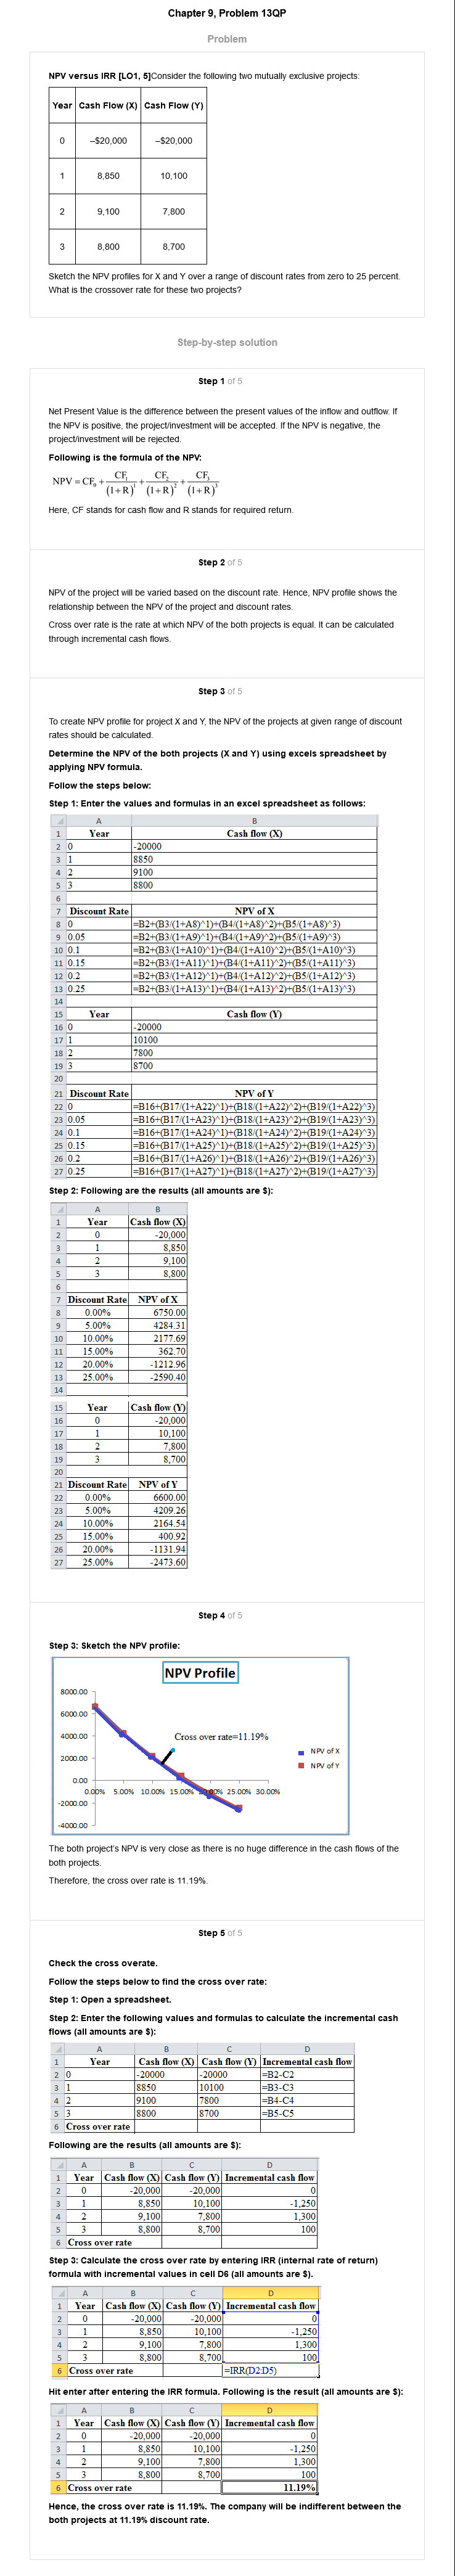 Chapter 9, Problem 13QP
Problem
NPV versus IRR [LO1, 5]Consider the following two mutually exclusive projects:
Year Cash Flow (X) Cash Flow (Y)
0 –$20,000 –$20,000
1 8,850 10,100
2 9,100 7,800
3 8,800 8,700
Sketch the NPV profiles for X and Y over a range of discount rates from zero to 25 percent.
What is the crossover rate for these two projects?
Step-by-step solution
Step 1 of 5
Net Present Value is the difference between the present values of the inflow and outflow. If
the NPV is positive, the project/investment will be accepted. If the NPV is negative, the
project/investment will be rejected.
Following is the formula of the NPV:
NPV = CF₀ + CF₁/(1+R)¹ + CF₂/(1+R)² + CF₃/(1+R)³
Here, CF stands for cash flow and R stands for required return.
Step 2 of 5
NPV of the project will be varied based on the discount rate. Hence, NPV profile shows the
relationship between the NPV of the project and discount rates.
Cross over rate is the rate at which NPV of the both projects is equal. It can be calculated
through incremental cash flows.
Step 3 of 5
To create NPV profile for project X and Y, the NPV of the projects at given range of discount
rates should be calculated.
Determine the NPV of the both projects (X and Y) using excels spreadsheet by
applying NPV formula.
Follow the steps below:
Step 1: Enter the values and formulas in an excel spreadsheet as follows:
A B
1 Year Cash flow (X)
2 0 -20000
3 1 8850
4 2 9100
5 3 8800
6
7 Discount Rate NPV of X
8 0 =B2+(B3/(1+A8)^1)+(B4/(1+A8)^2)+(B5/(1+A8)^3)
9 0.05 =B2+(B3/(1+A9)^1)+(B4/(1+A9)^2)+(B5/(1+A9)^3)
10 0.1 =B2+(B3/(1+A10)^1)+(B4/(1+A10)^2)+(B5/(1+A10)^3)
11 0.15 =B2+(B3/(1+A11)^1)+(B4/(1+A11)^2)+(B5/(1+A11)^3)
12 0.2 =B2+(B3/(1+A12)^1)+(B4/(1+A12)^2)+(B5/(1+A12)^3)
13 0.25 =B2+(B3/(1+A13)^1)+(B4/(1+A13)^2)+(B5/(1+A13)^3)
14
15 Year Cash flow (Y)
16 0 -20000
17 1 10100
18 2 7800
19 3 8700
20
21 Discount Rate NPV of Y
22 0 =B16+(B17/(1+A22)^1)+(B18/(1+A22)^2)+(B19/(1+A22)^3)
23 0.05 =B16+(B17/(1+A23)^1)+(B18/(1+A23)^2)+(B19/(1+A23)^3)
24 0.1 =B16+(B17/(1+A24)^1)+(B18/(1+A24)^2)+(B19/(1+A24)^3)
25 0.15 =B16+(B17/(1+A25)^1)+(B18/(1+A25)^2)+(B19/(1+A25)^3)
26 0.2 =B16+(B17/(1+A26)^1)+(B18/(1+A26)^2)+(B19/(1+A26)^3)
27 0.25 =B16+(B17/(1+A27)^1)+(B18/(1+A27)^2)+(B19/(1+A27)^3)
Step 2: Following are the results (all amounts are $):
A B
1 Year Cash flow (X)
2 0 -20,000
3 1 8,850
4 2 9,100
5 3 8,800
6
7 Discount Rate NPV of X
8 0.00% 6750.00
9 5.00% 4284.31
10 10.00% 2177.69
11 15.00% 362.70
12 20.00% -1212.96
13 25.00% -2590.40
14
15 Year Cash flow (Y)
16 0 -20,000
17 1 10,100
18 2 7,800
19 3 8,700
20
21 Discount Rate NPV of Y
22 0.00% 6600.00
23 5.00% 4209.26
24 10.00% 2164.54
25 15.00% 400.92
26 20.00% -1131.94
27 25.00% -2473.60
Step 4 of 5
Step 3: Sketch the NPV profile:
NPV Profile
8000.00
6000.00
4000.00
2000.00
0.00
-2000.00
-4000.00
Cross over rate=11.19%
NPV of X
NPV of Y
0.00% 5.00% 10.00% 15.00% 20.00% 25.00% 30.00%
The both project's NPV is very close as there is no huge difference in the cash flows of the
both projects.
Therefore, the cross over rate is 11.19%.
Step 5 of 5
Check the cross overate.
Follow the steps below to find the cross over rate:
Step 1: Open a spreadsheet.
Step 2: Enter the following values and formulas to calculate the incremental cash
flows (all amounts are $):
A B C D
1 Year Cash flow (X) Cash flow (Y) Incremental cash flow
2 0 -20000 -20000 =B2-C2
3 1 8850 10100 =B3-C3
4 2 9100 7800 =B4-C4
5 3 8800 8700 =B5-C5
6 Cross over rate
Following are the results (all amounts are $):
A B C D
1 Year Cash flow (X) Cash flow (Y) Incremental cash flow
2 0 -20,000 -20,000 0
3 1 8,850 10,100 -1,250
4 2 9,100 7,800 1,300
5 3 8,800 8,700 100
6 Cross over rate
Step 3: Calculate the cross over rate by entering IRR (internal rate of return)
formula with incremental values in cell D6 (all amounts are $).
A B C D
1 Year Cash flow (X) Cash flow (Y) Incremental cash flow
2 0 -20,000 -20,000 0
3 1 8,850 10,100 -1,250
4 2 9,100 7,800 1,300
5 3 8,800 8,700 100
6 Cross over rate =IRR(D2:D5)
Hit enter after entering the IRR formula. Following is the result (all amounts are $):
A B C D
1 Year Cash flow (X) Cash flow (Y) Incremental cash flow
2 0 -20,000 -20,000 0
3 1 8,850 10,100 -1,250
4 2 9,100 7,800 1,300
5 3 8,800 8,700 100
6 Cross over rate 11.19%
Hence, the cross over rate is 11.19%. The company will be indifferent between the
both projects at 11.19% discount rate.